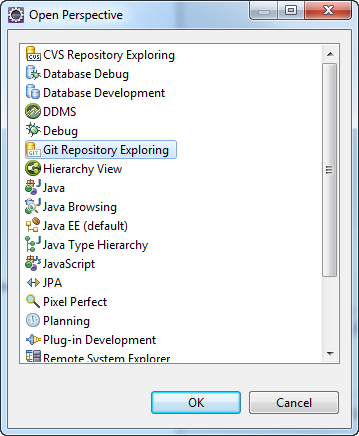 Open Perspective
CVS Repository Exploring
Database Debug
Database Development
DDMS
Debug
Git Repository Exploring
Hierarchy View
Java
Java Browsing
Java EE (default)
Java Type Hierarchy
JavaScript
JPA
Pixel Perfect
Planning
Plug-in Development
Remote System Explorer
OK
Cancel